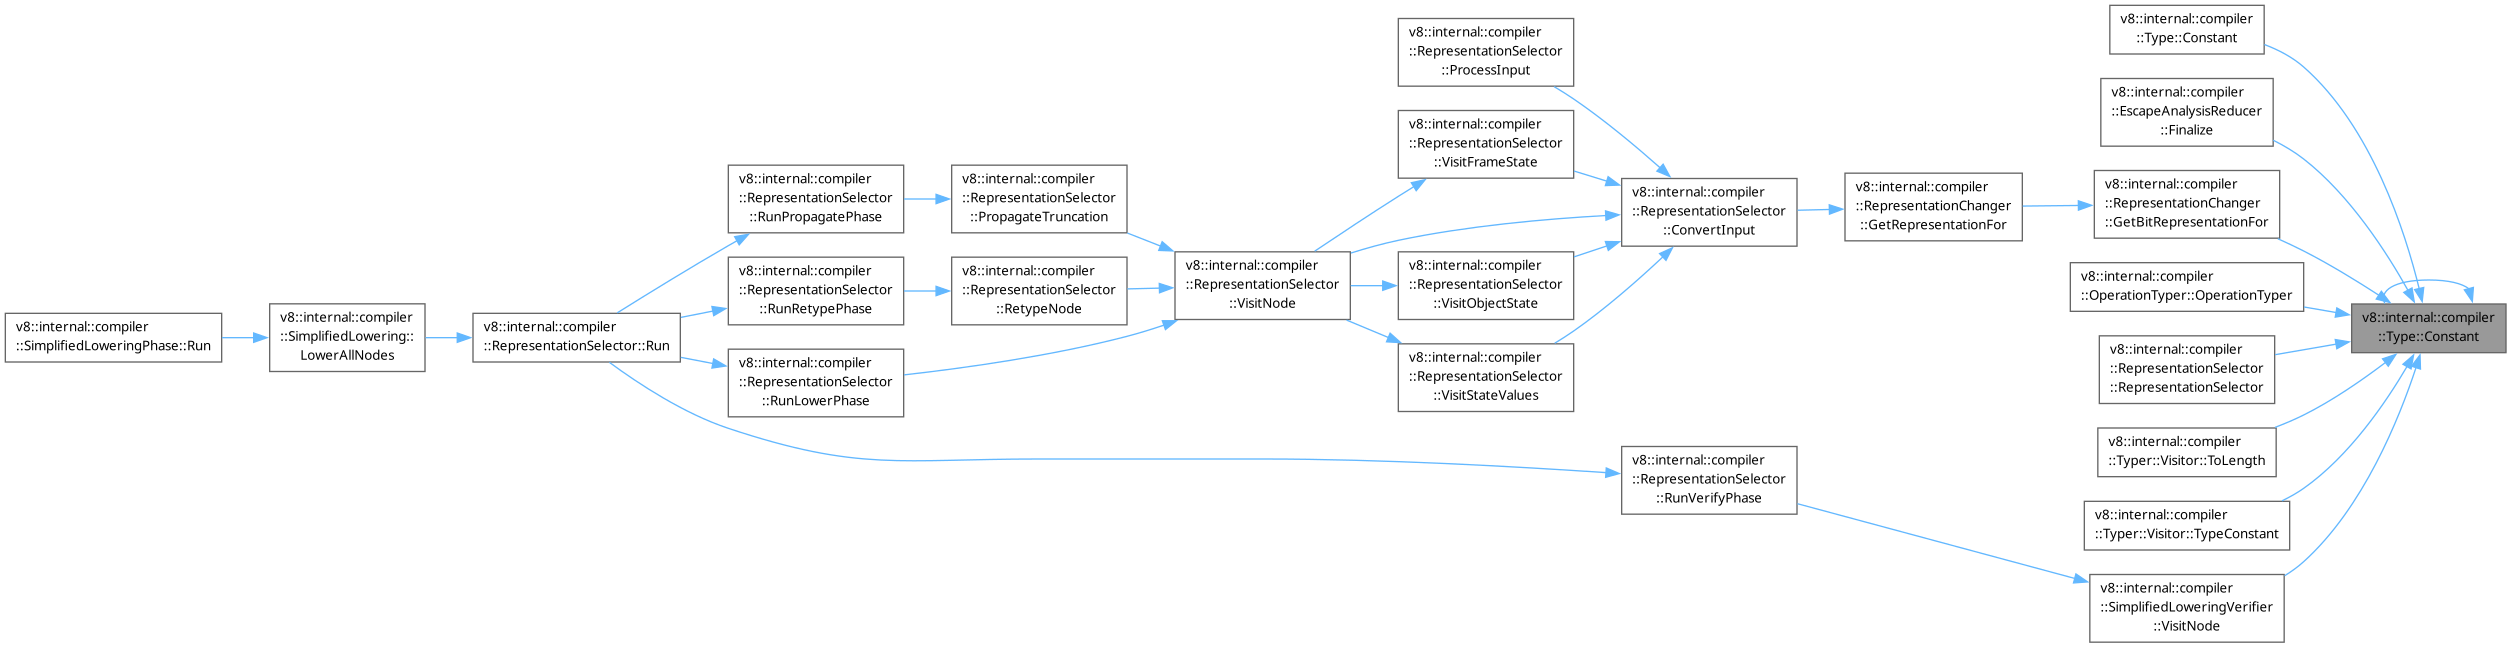 v8::internal::compiler
::SimplifiedLoweringPhase::Run
v8::internal::compiler
::SimplifiedLowering::
LowerAllNodes
v8::internal::compiler
::RepresentationSelector::Run
v8::internal::compiler
::RepresentationSelector
::RunPropagatePhase
v8::internal::compiler
::RepresentationSelector
::RunRetypePhase
v8::internal::compiler
::RepresentationSelector
::RunLowerPhase
v8::internal::compiler
::RepresentationSelector
::PropagateTruncation
v8::internal::compiler
::RepresentationSelector
::RetypeNode
v8::internal::compiler
::RepresentationSelector
::VisitNode
v8::internal::compiler
::RepresentationSelector
::ProcessInput
v8::internal::compiler
::RepresentationSelector
::VisitFrameState
v8::internal::compiler
::RepresentationSelector
::VisitObjectState
v8::internal::compiler
::RepresentationSelector
::VisitStateValues
v8::internal::compiler
::RepresentationSelector
::ConvertInput
v8::internal::compiler
::RepresentationSelector
::RunVerifyPhase
v8::internal::compiler
::RepresentationChanger
::GetRepresentationFor
v8::internal::compiler
::Type::Constant
v8::internal::compiler
::EscapeAnalysisReducer
::Finalize
v8::internal::compiler
::RepresentationChanger
::GetBitRepresentationFor
v8::internal::compiler
::OperationTyper::OperationTyper
v8::internal::compiler
::RepresentationSelector
::RepresentationSelector
v8::internal::compiler
::Typer::Visitor::ToLength
v8::internal::compiler
::Typer::Visitor::TypeConstant
v8::internal::compiler
::SimplifiedLoweringVerifier
::VisitNode
v8::internal::compiler
::Type::Constant